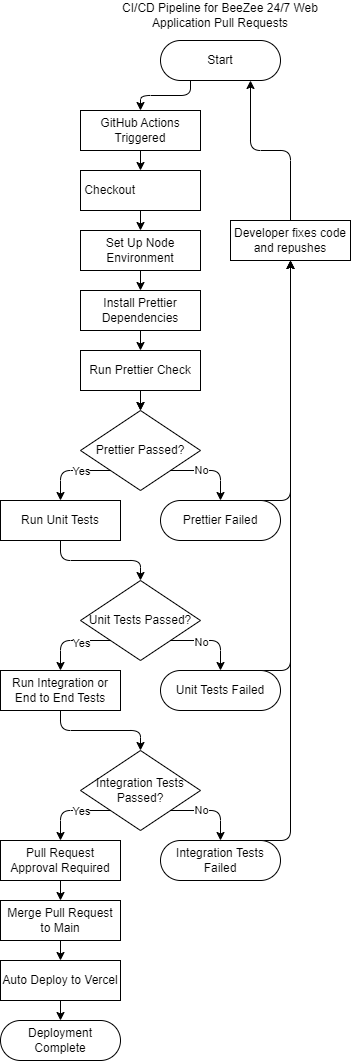 CI/CD Pipeline for BeeZee 24/7 Web
Application Pull Requests
Start
GitHub Actions
Triggered
Checkout
Set Up Node
Environment
Developer fixes code
and repushes
Install Prettier
Dependencies
Run Prettier Check
Prettier Passed?
Yes
No
Run Unit Tests
Prettier Failed
Unit Tests Passed?
Yes
No
Run Integration or
End to End Tests
Unit Tests Failed
Integration Tests
Passed?
Yes
No
Pull Request
Approval Required
Integration Tests
Failed
Merge Pull Request
to Main
Auto Deploy to Vercel
Deployment
Complete